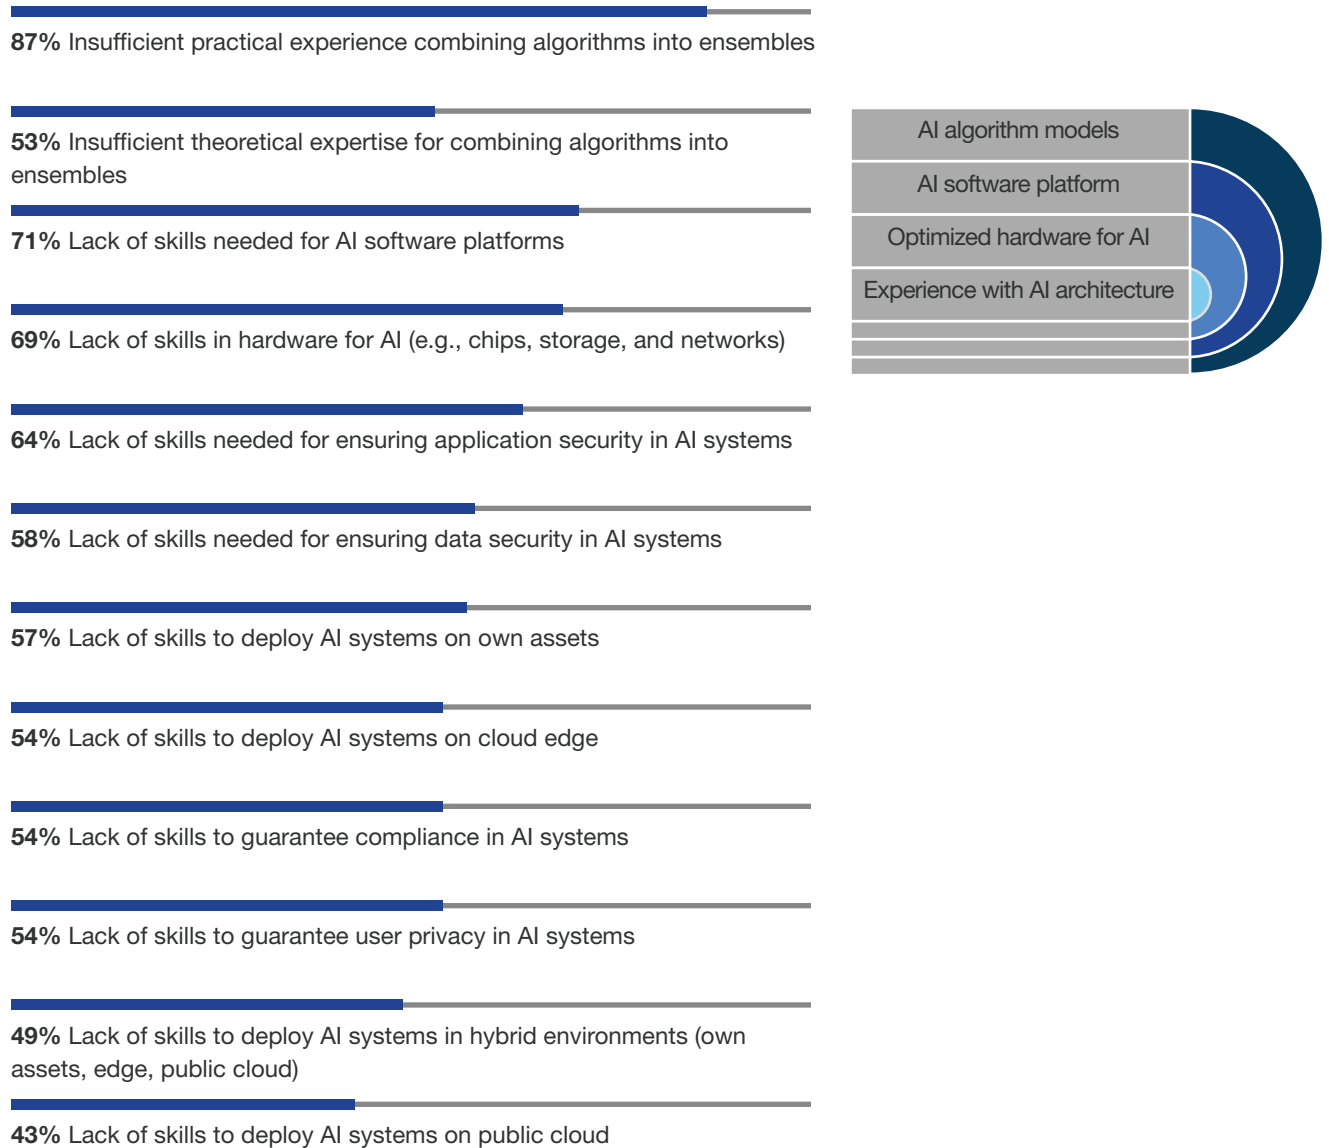 87% Insufficient practical experience combining algorithms into ensembles
53% Insufficient theoretical expertise for combining algorithms into
ensembles
71% Lack of skills needed for AI software platforms
69% Lack of skills in hardware for AI (e.g., chips, storage, and networks)
64% Lack of skills needed for ensuring application security in AI systems
58% Lack of skills needed for ensuring data security in AI systems
57% Lack of skills to deploy AI systems on own assets
54% Lack of skills to deploy AI systems on cloud edge
54% Lack of skills to guarantee compliance in AI systems
54% Lack of skills to guarantee user privacy in AI systems
49% Lack of skills to deploy AI systems in hybrid environments (own
assets, edge, public cloud)
43% Lack of skills to deploy AI systems on public cloud
AI algorithm models
AI software platform
Optimized hardware for AI
Experience with AI architecture